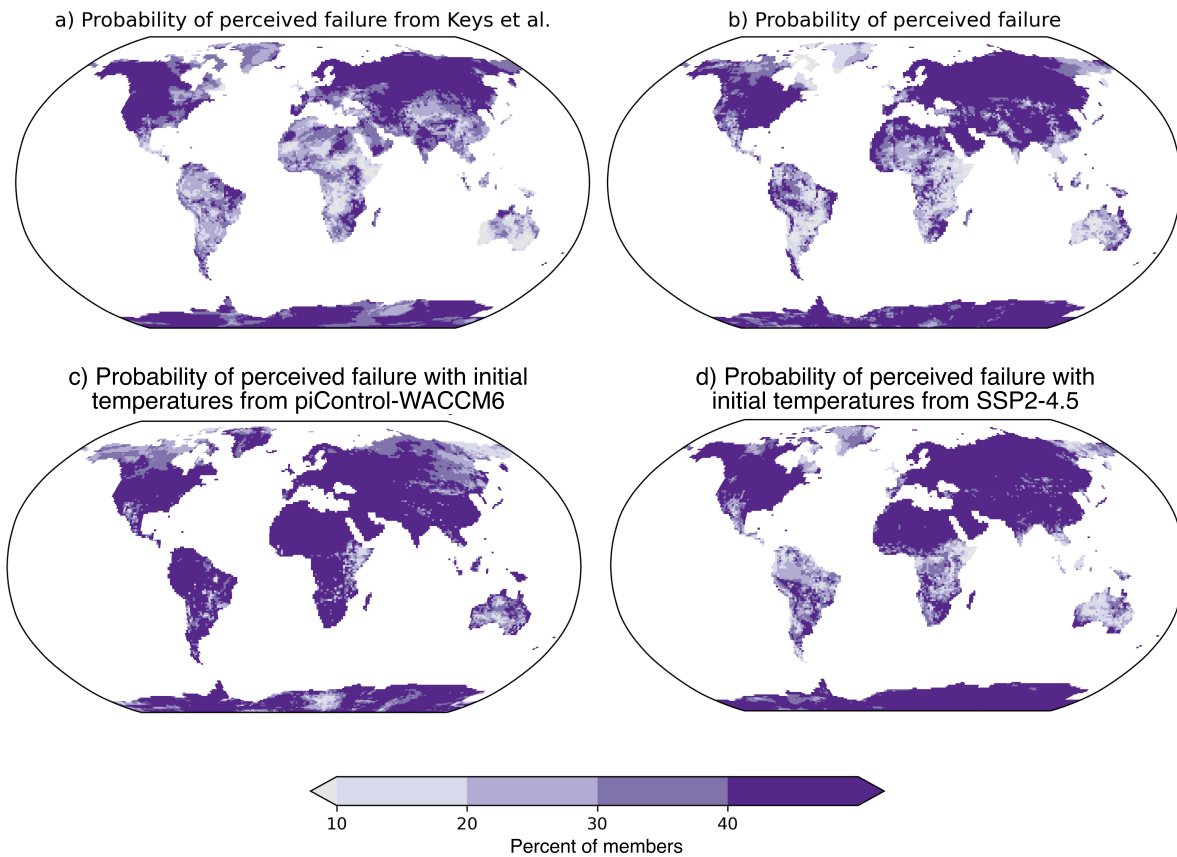 a) Probability of perceived failure from Keys et al.
b) Probability of perceived failure
c) Probability of perceived failure with initial
temperatures from piControl-WACCM6
d) Probability of perceived failure with
initial temperatures from SSP2-4.5
10 20 30 40
Percent of members